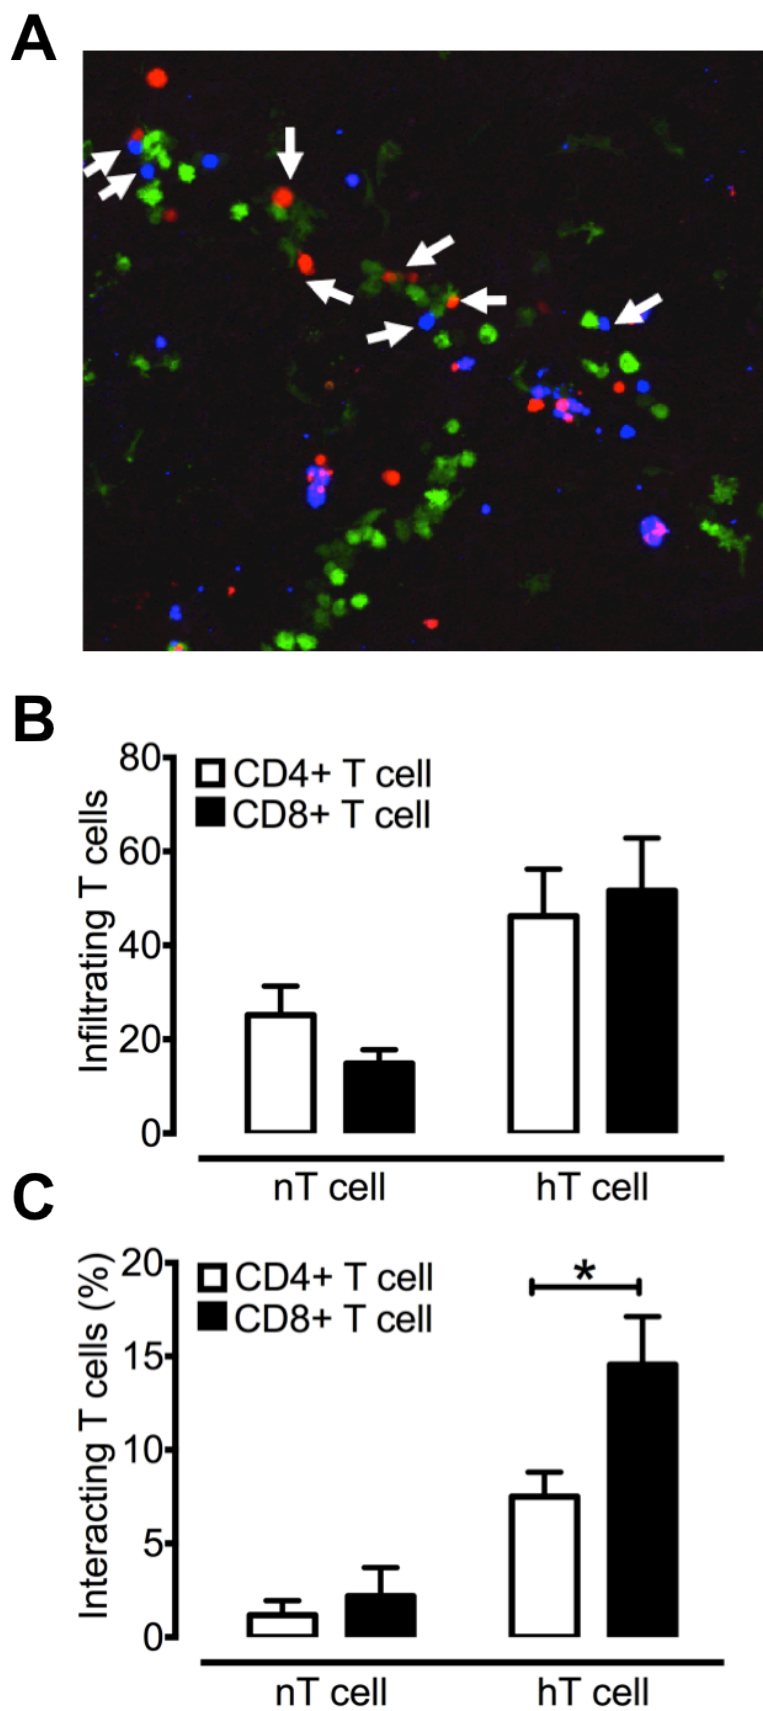 A
B
Infiltrating T cells
80
60
40
20
0
CD4+ T cell
CD8+ T cell
nT cell
hT cell
C
Interacting T cells (%)
20
15
10
5
0
CD4+ T cell
CD8+ T cell
*
nT cell
hT cell